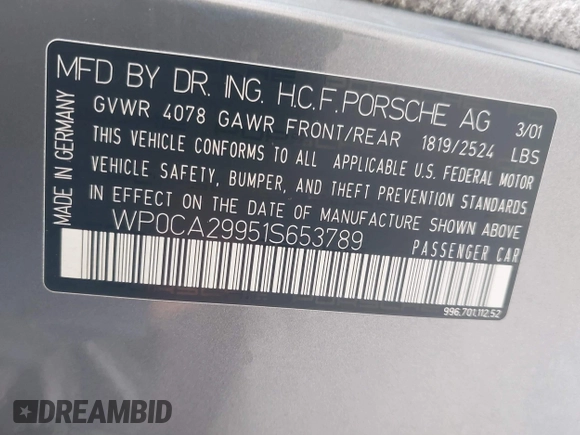 MFD BY DR. ING. H.C.F. PORSCHE AG 3/01
GVWR 4078 GAWR FRONT/REAR 1819/2524 LBS
THIS VEHICLE CONFORMS TO ALL APPLICABLE U.S. FEDERAL MOTOR
VEHICLE SAFETY, BUMPER, AND THEFT PREVENTION STANDARDS
IN EFFECT ON THE DATE OF MANUFACTURE SHOWN ABOVE
WP0CA29951S653789 PASSENGER CAR
996.701.112.52
MADE IN GERMANY
DREAMBID